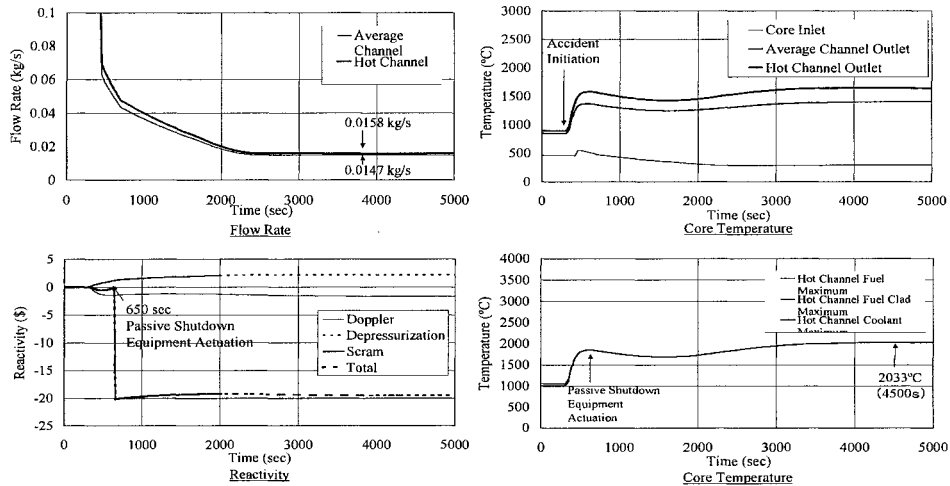 0.1
0.08
0.06
0.04
0.02
0
Flow Rate (kg/s)
Average
Channel
Hot Channel
0.0158 kg/s
0.0147 kg/s
0 1000 2000 3000 4000 5000
Time (sec)
Flow Rate
3000
2500
2000
1500
1000
500
0
Temperature (°C)
Accident
Initiation
Core Inlet
Average Channel Outlet
Hot Channel Outlet
0 1000 2000 3000 4000 5000
Time (sec)
Core Temperature
5
0
-5
-10
-15
-20
-25
Reactivity ($)
650 sec
Passive Shutdown
Equipment Actuation
Doppler
Depressurization
Scram
Total
0 1000 2000 3000 4000 5000
Time (sec)
Reactivity
4000
3500
3000
2500
2000
1500
1000
500
0
Temperature (°C)
Hot Channel Fuel
Maximum
Hot Channel Fuel Clad
Maximum
Hot Channel Coolant
Maximum
Passive Shutdown
Equipment
Actuation
2033°C
(4500s)
0 1000 2000 3000 4000 5000
Time (sec)
Core Temperature